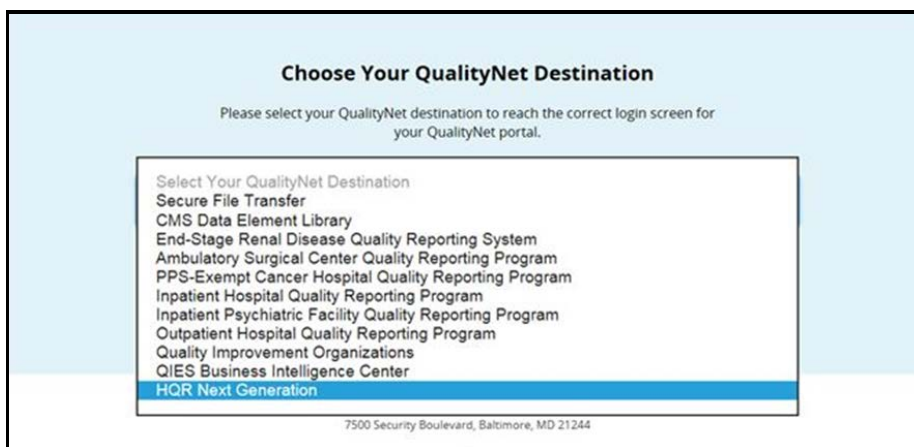 Choose Your QualityNet Destination
Please select your QualityNet destination to reach the correct login screen for
your QualityNet portal.
Select Your QualityNet Destination
Secure File Transfer
CMS Data Element Library
End-Stage Renal Disease Quality Reporting System
Ambulatory Surgical Center Quality Reporting Program
PPS-Exempt Cancer Hospital Quality Reporting Program
Inpatient Hospital Quality Reporting Program
Inpatient Psychiatric Facility Quality Reporting Program
Outpatient Hospital Quality Reporting Program
Quality Improvement Organizations
QIES Business Intelligence Center
HQR Next Generation
7500 Security Boulevard, Baltimore, MD 21244